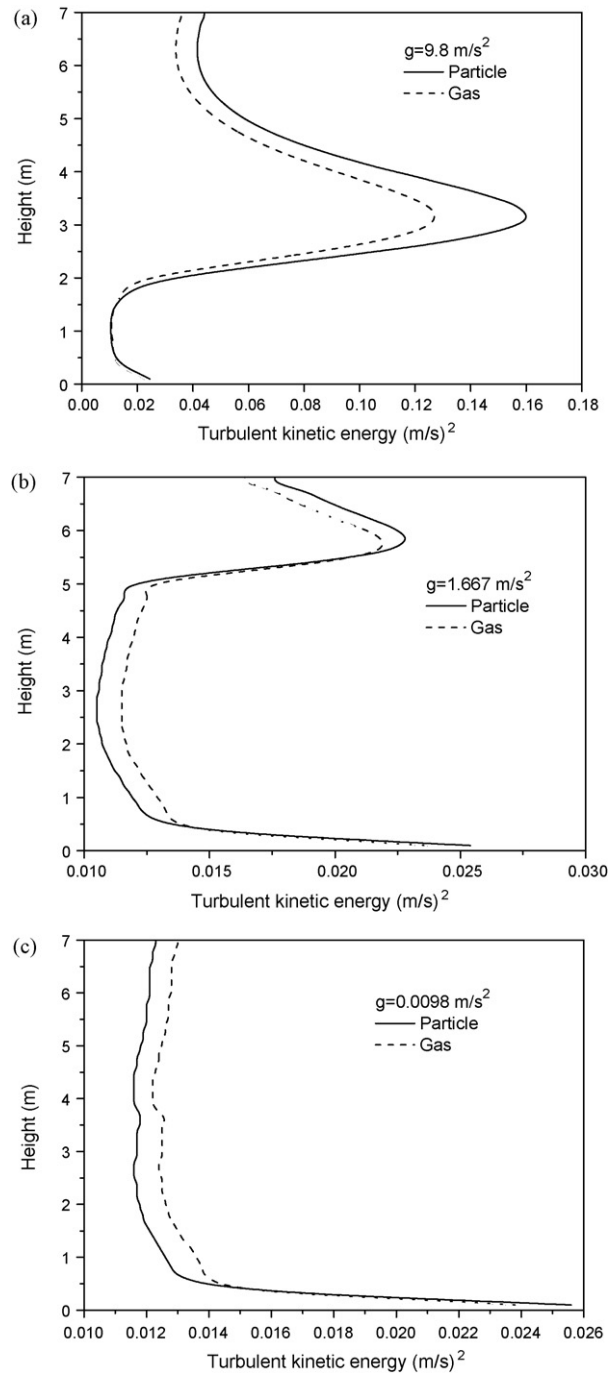 (a)
7
6
5
4
3
2
1
0
Height (m)
g=9.8 m/s²
Particle
Gas
0.00 0.02 0.04 0.06 0.08 0.10 0.12 0.14 0.16 0.18
Turbulent kinetic energy (m/s)²
(b)
7
6
5
4
3
2
1
0
Height (m)
g=1.667 m/s²
Particle
Gas
0.010 0.015 0.020 0.025 0.030
Turbulent kinetic energy (m/s)²
(c)
7
6
5
4
3
2
1
0
Height (m)
g=0.0098 m/s²
Particle
Gas
0.010 0.012 0.014 0.016 0.018 0.020 0.022 0.024 0.026
Turbulent kinetic energy (m/s)²